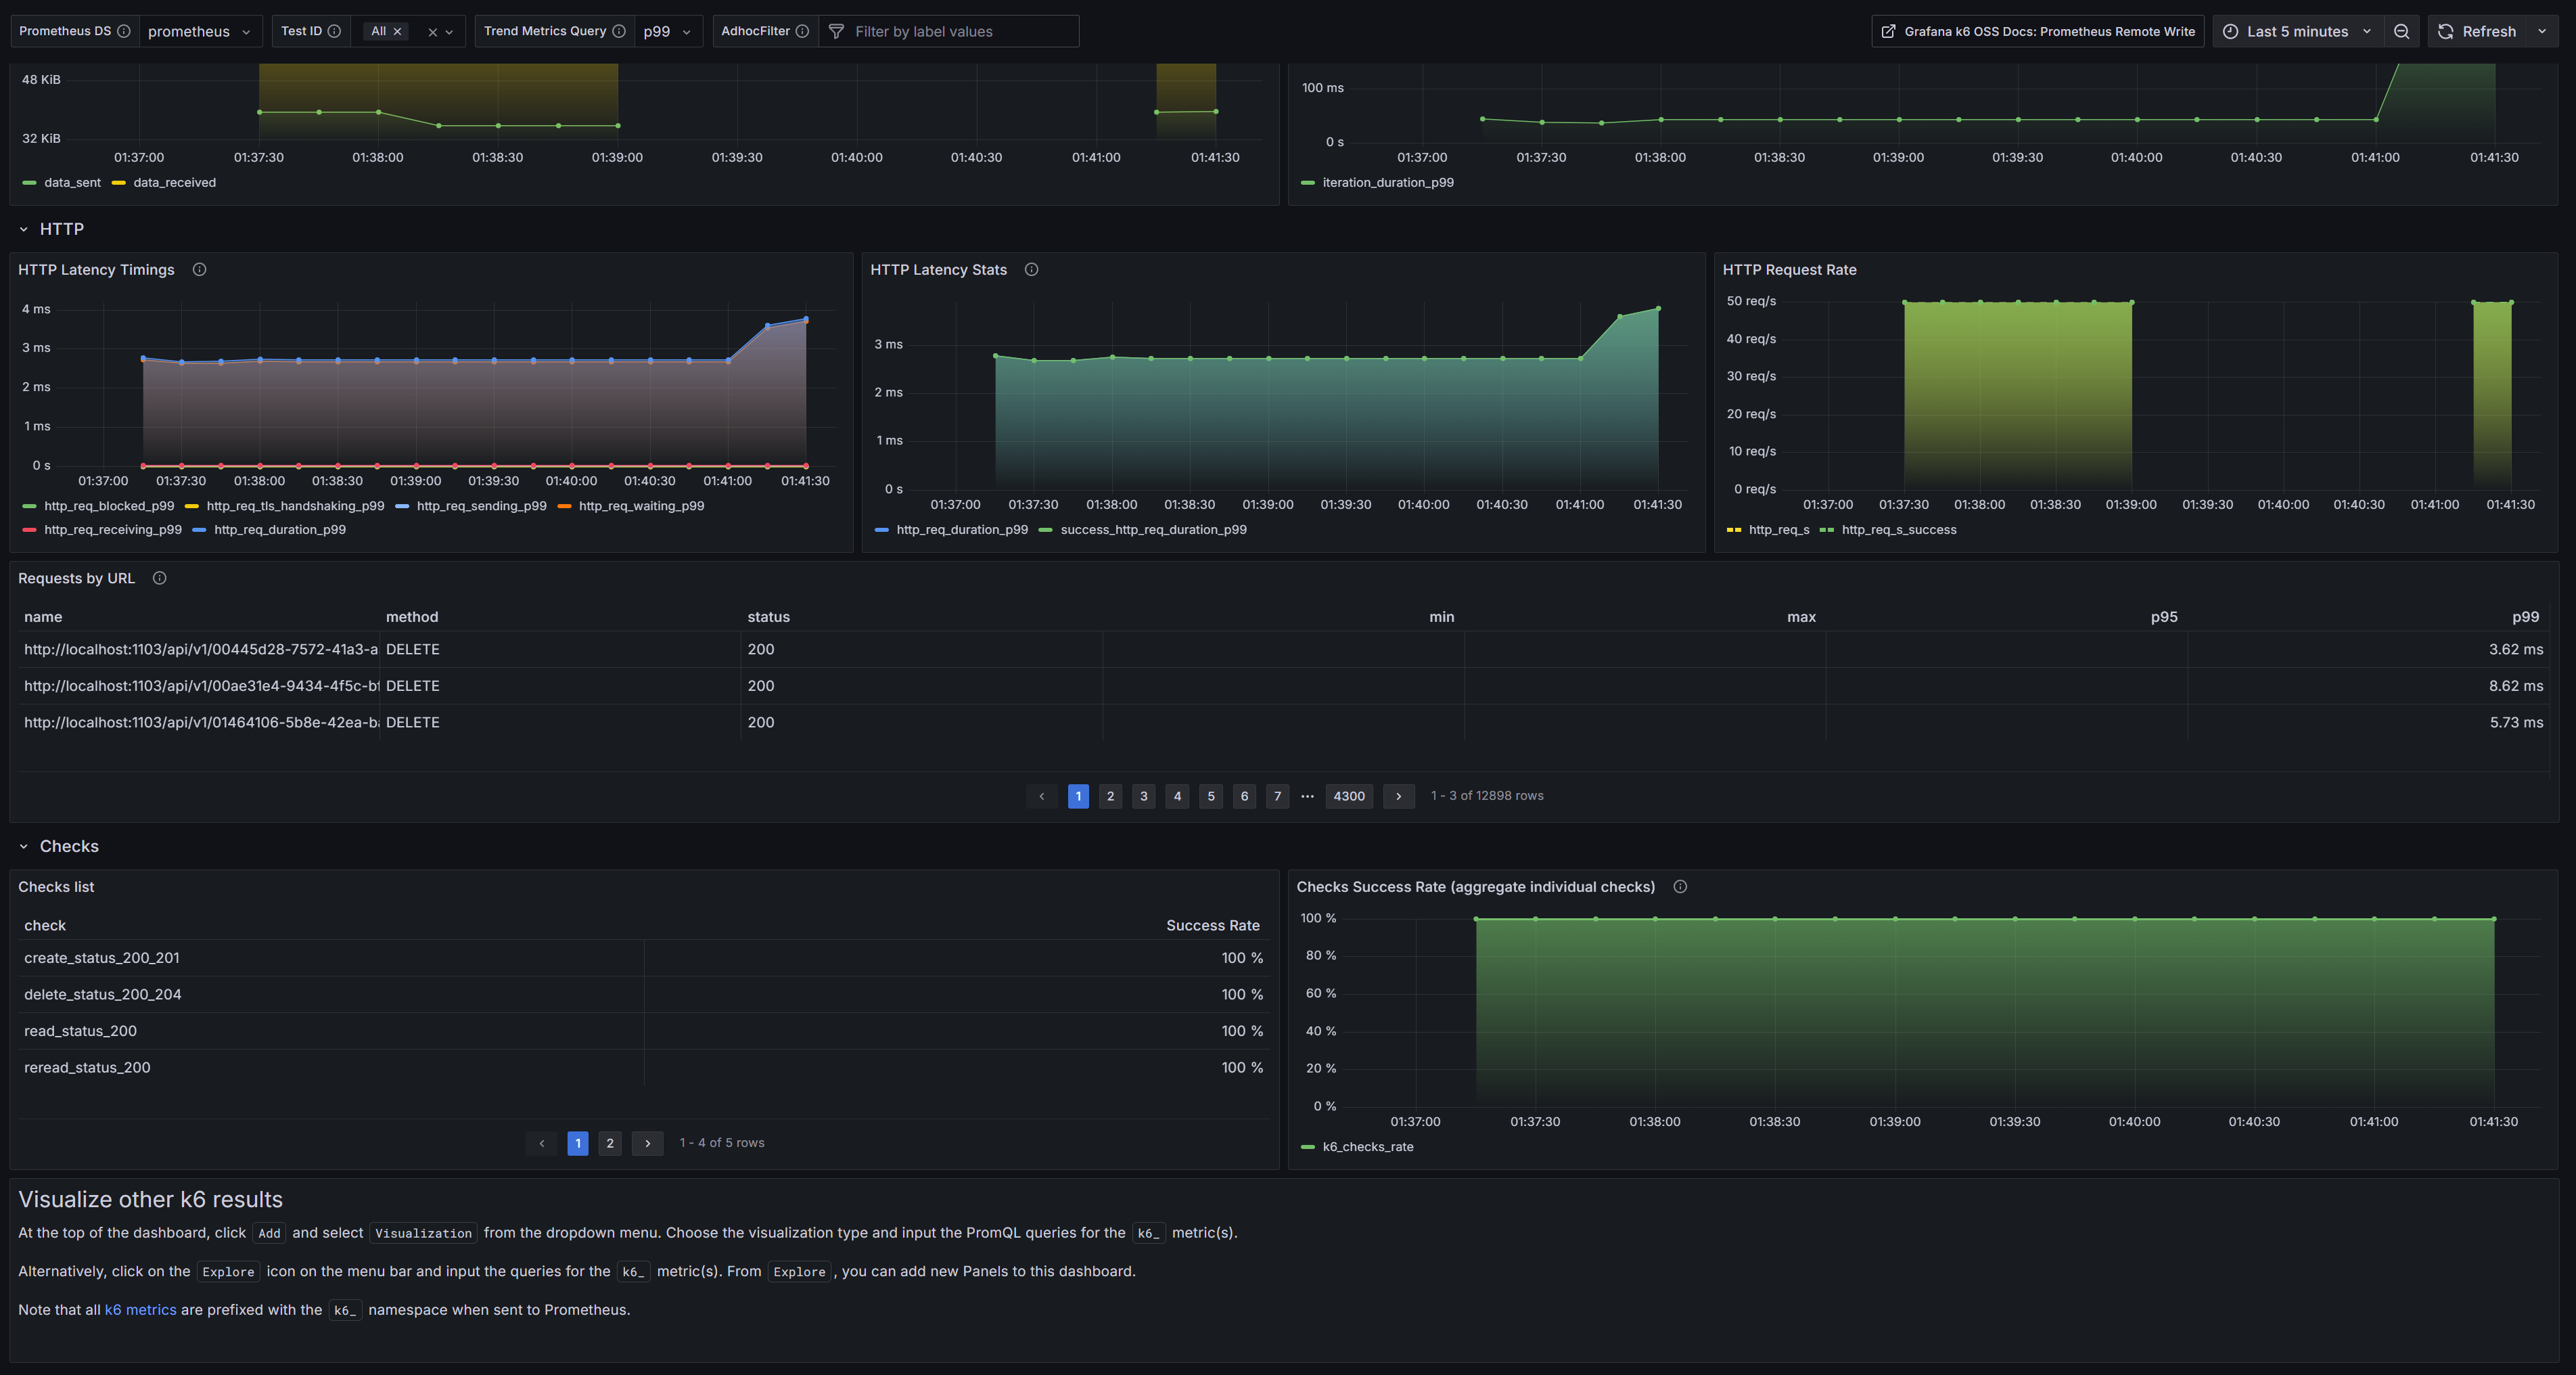 Prometheus DS prometheus Test ID All Trend Metrics Query p99 AdhocFilter Filter by label values Grafana k6 OSS Docs: Prometheus Remote Write Last 5 minutes Refresh
48 KiB
32 KiB
01:37:00 01:37:30 01:38:00 01:38:30 01:39:00 01:39:30 01:40:00 01:40:30 01:41:00 01:41:30
data_sent data_received
100 ms
0 s
01:37:00 01:37:30 01:38:00 01:38:30 01:39:00 01:39:30 01:40:00 01:40:30 01:41:00 01:41:30
iteration_duration_p99
HTTP
HTTP Latency Timings
4 ms
3 ms
2 ms
1 ms
0 s
01:37:00 01:37:30 01:38:00 01:38:30 01:39:00 01:39:30 01:40:00 01:40:30 01:41:00 01:41:30
http_req_blocked_p99 http_req_tls_handshaking_p99 http_req_sending_p99 http_req_waiting_p99
http_req_receiving_p99 http_req_duration_p99
HTTP Latency Stats
3 ms
2 ms
1 ms
0 s
01:37:00 01:37:30 01:38:00 01:38:30 01:39:00 01:39:30 01:40:00 01:40:30 01:41:00 01:41:30
http_req_duration_p99 success_http_req_duration_p99
HTTP Request Rate
50 req/s
40 req/s
30 req/s
20 req/s
10 req/s
0 req/s
01:37:00 01:37:30 01:38:00 01:38:30 01:39:00 01:39:30 01:40:00 01:40:30 01:41:00 01:41:30
http_req_s http_req_s_success
Requests by URL
name method status min max p95 p99
http://localhost:1103/api/v1/00445d28-7572-41a3-a DELETE 200 3.62 ms
http://localhost:1103/api/v1/00ae31e4-9434-4f5c-bf DELETE 200 8.62 ms
http://localhost:1103/api/v1/01464106-5b8e-42ea-ba DELETE 200 5.73 ms
1 2 3 4 5 6 7 ··· 4300 1 - 3 of 12898 rows
Checks
Checks list
check Success Rate
create_status_200_201 100 %
delete_status_200_204 100 %
read_status_200 100 %
reread_status_200 100 %
1 2 1 - 4 of 5 rows
Checks Success Rate (aggregate individual checks)
100 %
80 %
60 %
40 %
20 %
0 %
01:37:00 01:37:30 01:38:00 01:38:30 01:39:00 01:39:30 01:40:00 01:40:30 01:41:00 01:41:30
k6_checks_rate
Visualize other k6 results
At the top of the dashboard, click Add and select Visualization from the dropdown menu. Choose the visualization type and input the PromQL queries for the k6_ metric(s).
Alternatively, click on the Explore icon on the menu bar and input the queries for the k6_ metric(s). From Explore, you can add new Panels to this dashboard.
Note that all k6 metrics are prefixed with the k6_ namespace when sent to Prometheus.